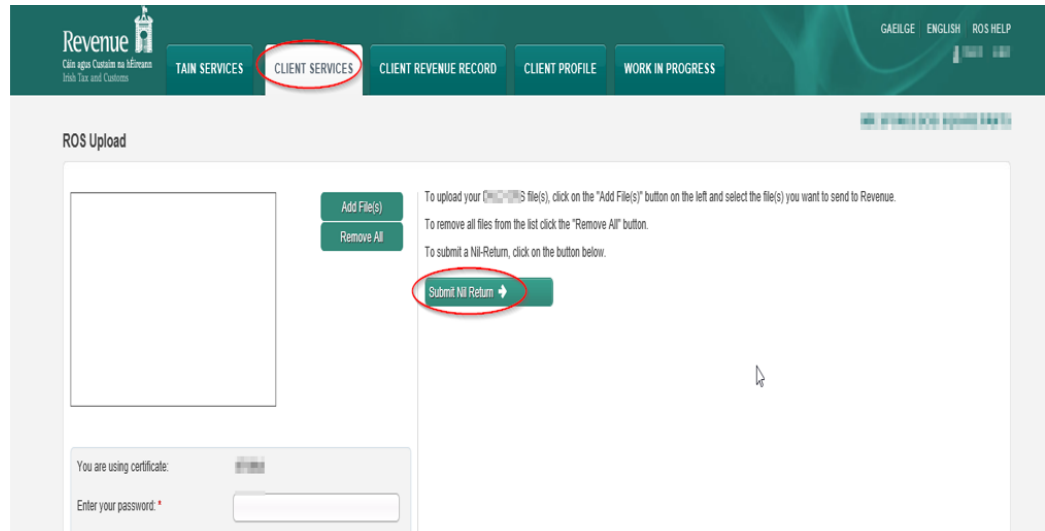 GAEILGE ENGLISH ROS HELP
Revenue
Cáin agus Custaim na hÉireann
Irish Tax and Customs
TAIN SERVICES
CLIENT SERVICES
CLIENT REVENUE RECORD
CLIENT PROFILE
WORK IN PROGRESS
ROS Upload
Add File(s)
Remove All
To upload your file(s), click on the "Add File(s)" button on the left and select the file(s) you want to send to Revenue.
To remove all files from the list click the "Remove All" button.
To submit a Nil-Return, click on the button below.
Submit Nil Return
You are using certificate:
Enter your password: *